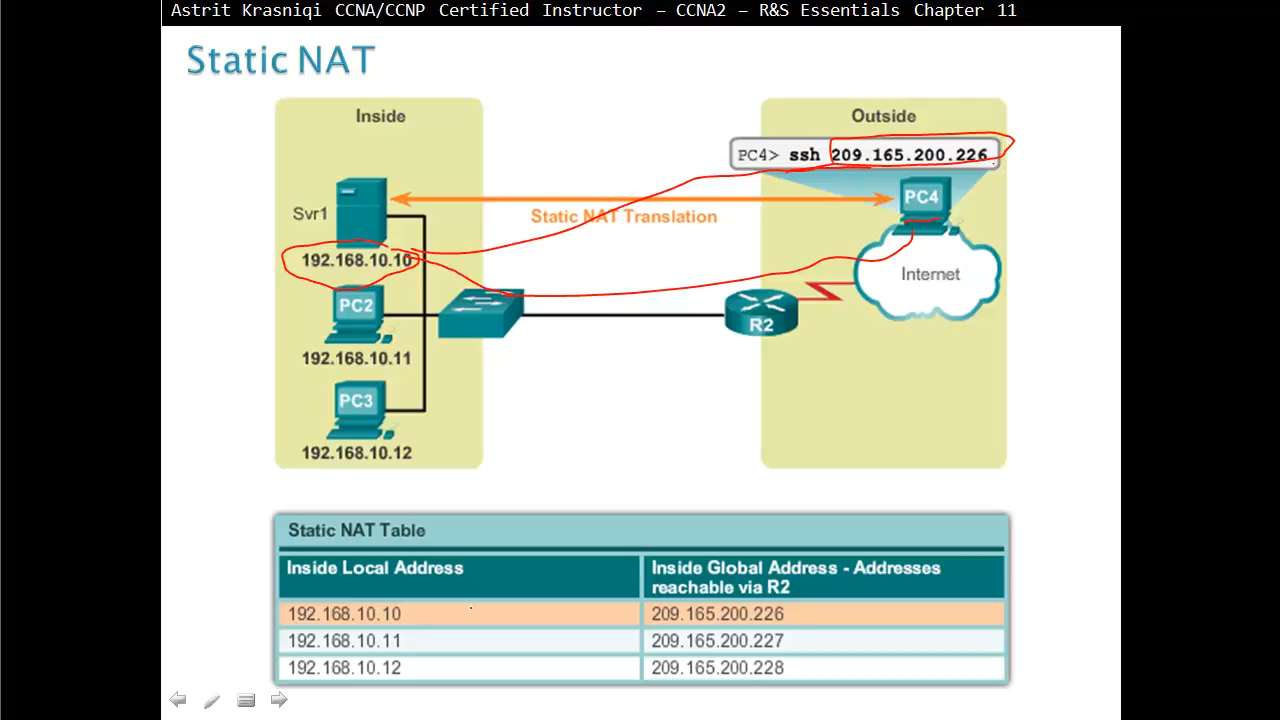 Astrit Krasniqi CCNA/CCNP Certified Instructor – CCNA2 – R&S Essentials Chapter 11
Static NAT
Inside
Outside
PC4> ssh 209.165.200.226
PC4
Svr1
Static NAT Translation
192.168.10.10
Internet
PC2
R2
192.168.10.11
PC3
192.168.10.12
Static NAT Table
Inside Local Address
Inside Global Address - Addresses
reachable via R2
192.168.10.10
209.165.200.226
192.168.10.11
209.165.200.227
192.168.10.12
209.165.200.228